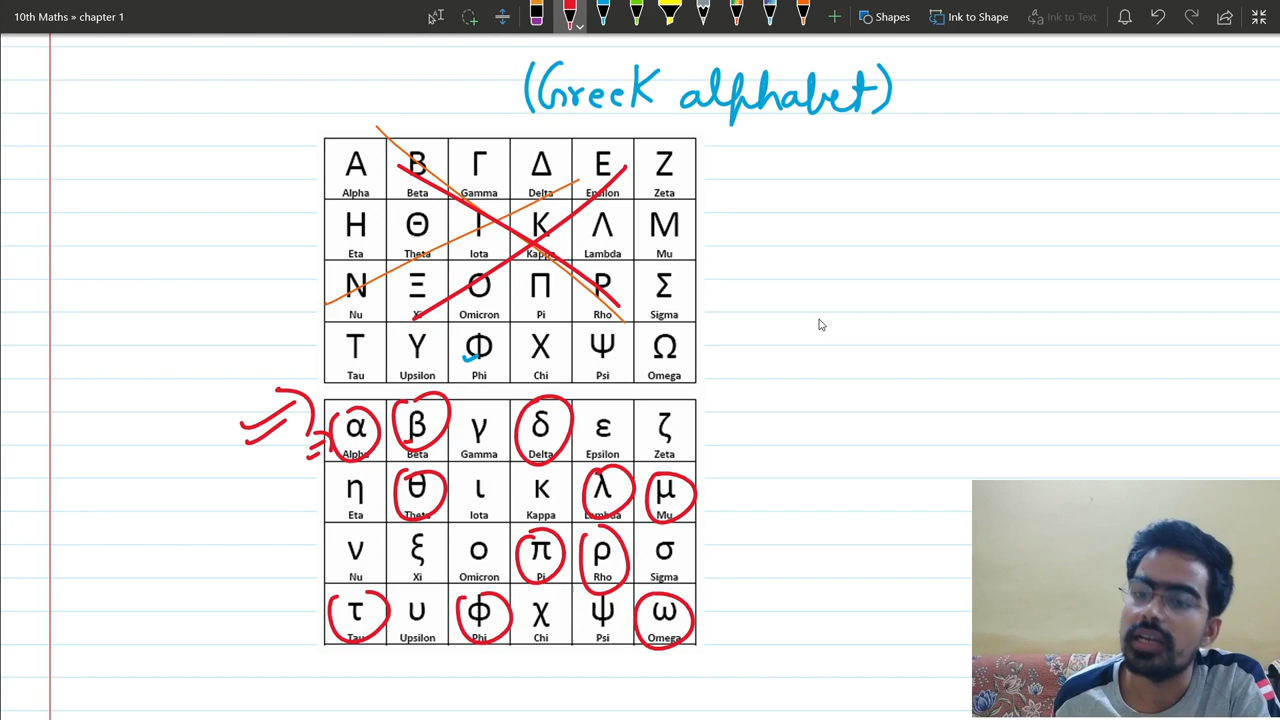 10th Maths » chapter 1
Shapes
Ink to Shape
Ink to Text
(Greek alphabet)
Α Β Γ Δ Ε Ζ
Alpha Beta Gamma Delta Epsilon Zeta
Η Θ Ι Κ Λ Μ
Eta Theta Iota Kappa Lambda Mu
Ν Ξ Ο Π Ρ Σ
Nu Xi Omicron Pi Rho Sigma
Τ Υ Φ Χ Ψ Ω
Tau Upsilon Phi Chi Psi Omega
α β γ δ ε ζ
Alpha Beta Gamma Delta Epsilon Zeta
η θ ι κ λ μ
Eta Theta Iota Kappa Lambda Mu
ν ξ ο π ρ σ
Nu Xi Omicron Pi Rho Sigma
τ υ φ χ ψ ω
Tau Upsilon Phi Chi Psi Omega